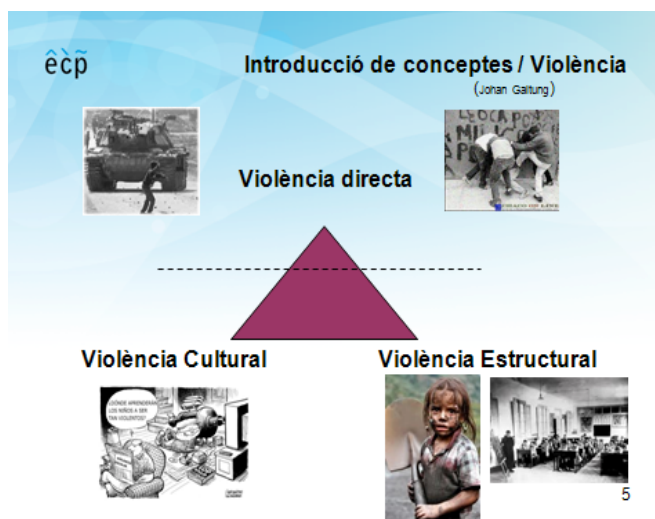 êcp̃
Introducció de conceptes / Violència
(Johan Galtung)
Violència directa
Violència Cultural
Violència Estructural
¿DÓNDE APRENDERÁN
LOS NIÑOS A SER
TAN VIOLENTOS?
5